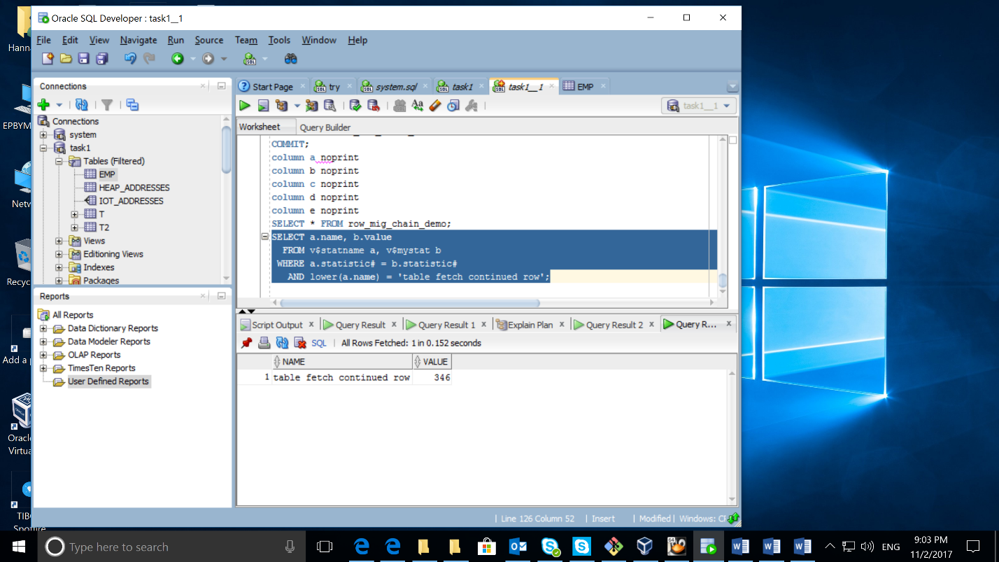 Hanna
EPBYM
Netw
Recyc
Add a p
Oracl
Virtua
TIBC
Spotfire
Oracle SQL Developer : task1__1
File Edit View Navigate Run Source Team Tools Window Help
Connections
Connections
system
task1
Tables (Filtered)
EMP
HEAP_ADDRESSES
IOT_ADDRESSES
T
T2
Views
Editioning Views
Indexes
Packages
Reports
All Reports
Data Dictionary Reports
Data Modeler Reports
OLAP Reports
TimesTen Reports
User Defined Reports
Start Page try system.sql task1 task1__1 EMP
task1__1
Worksheet Query Builder
COMMIT;
column a noprint
column b noprint
column c noprint
column d noprint
column e noprint
SELECT * FROM row_mig_chain_demo;
SELECT a.name, b.value
FROM v$statname a, v$mystat b
WHERE a.statistic# = b.statistic#
AND lower(a.name) = 'table fetch continued row';
Script Output Query Result Query Result 1 Explain Plan Query Result 2 Query R...
SQL | All Rows Fetched: 1 in 0.152 seconds
NAME VALUE
1 table fetch continued row 346
| Line 126 Column 52 | Insert | Modified | Windows: CR
Type here to search
ENG
9:03 PM
11/2/2017